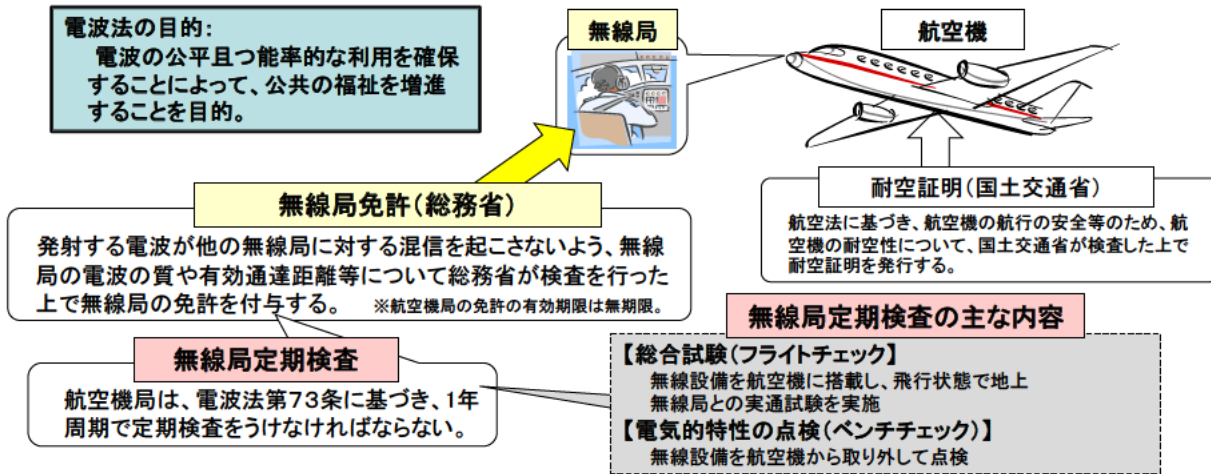 電波法の目的:
電波の公平且つ能率的な利用を確保
することによって、公共の福祉を増進
することを目的。
無線局
航空機
無線局免許(総務省)
発射する電波が他の無線局に対する混信を起こさないよう、無線
局の電波の質や有効通達距離等について総務省が検査を行った
上で無線局の免許を付与する。 ※航空機局の免許の有効期限は無期限。
耐空証明(国土交通省)
航空法に基づき、航空機の航行の安全等のため、航
空機の耐空性について、国土交通省が検査した上で
耐空証明を発行する。
無線局定期検査
航空機局は、電波法第73条に基づき、1年
周期で定期検査をうけなければならない。
無線局定期検査の主な内容
【総合試験(フライトチェック)】
無線設備を航空機に搭載し、飛行状態で地上
無線局との実通試験を実施
【電気的特性の点検(ベンチチェック)】
無線設備を航空機から取り外して点検